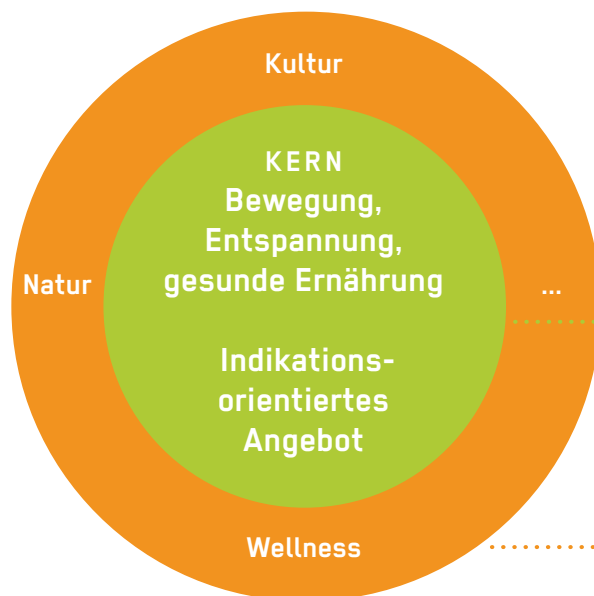 Kultur
KERN
Bewegung,
Entspannung,
gesunde Ernährung
Natur
...
Indikations-
orientiertes
Angebot
Wellness